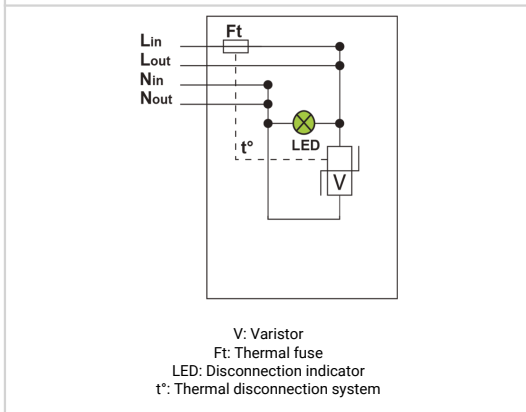 Lin
Ft
Lout
Nin
Nout
t°
LED
V
V: Varistor
Ft: Thermal fuse
LED: Disconnection indicator
t°: Thermal disconnection system